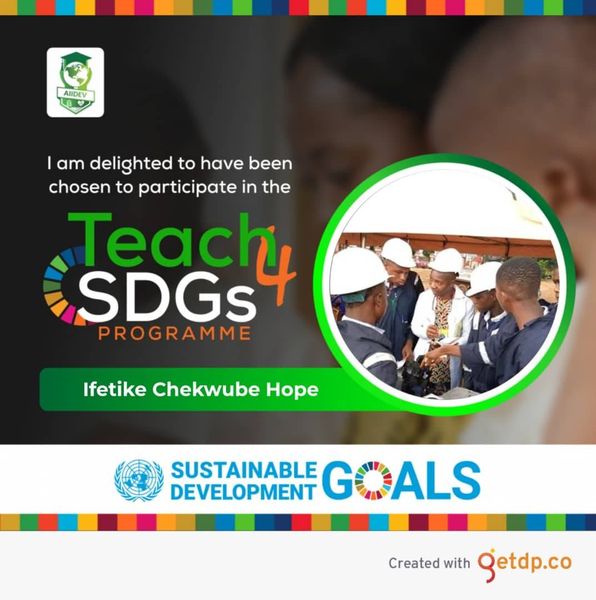 AIIDEV
I am delighted to have been
chosen to participate in the
Teach
4
SDGs
PROGRAMME
Ifetike Chekwube Hope
SUSTAINABLE
DEVELOPMENT
GOALS
Created with getdp.co